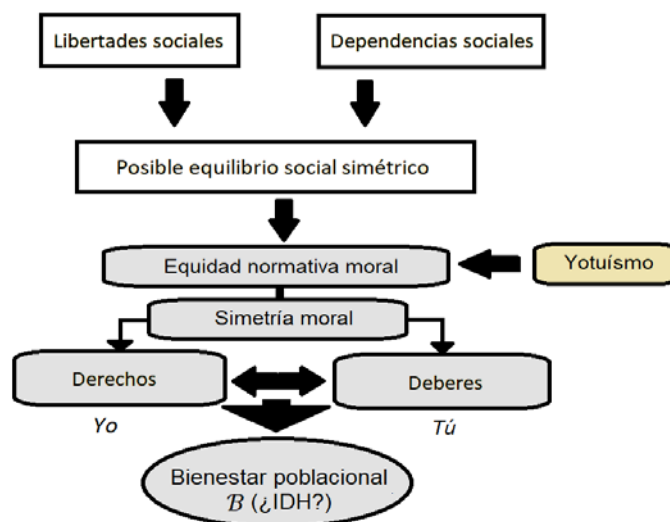 Libertades sociales
Dependencias sociales
Posible equilibrio social simétrico
Equidad normativa moral
Yotuísmo
Simetría moral
Derechos
Deberes
Yo
Tú
Bienestar poblacional
ℬ (¿IDH?)